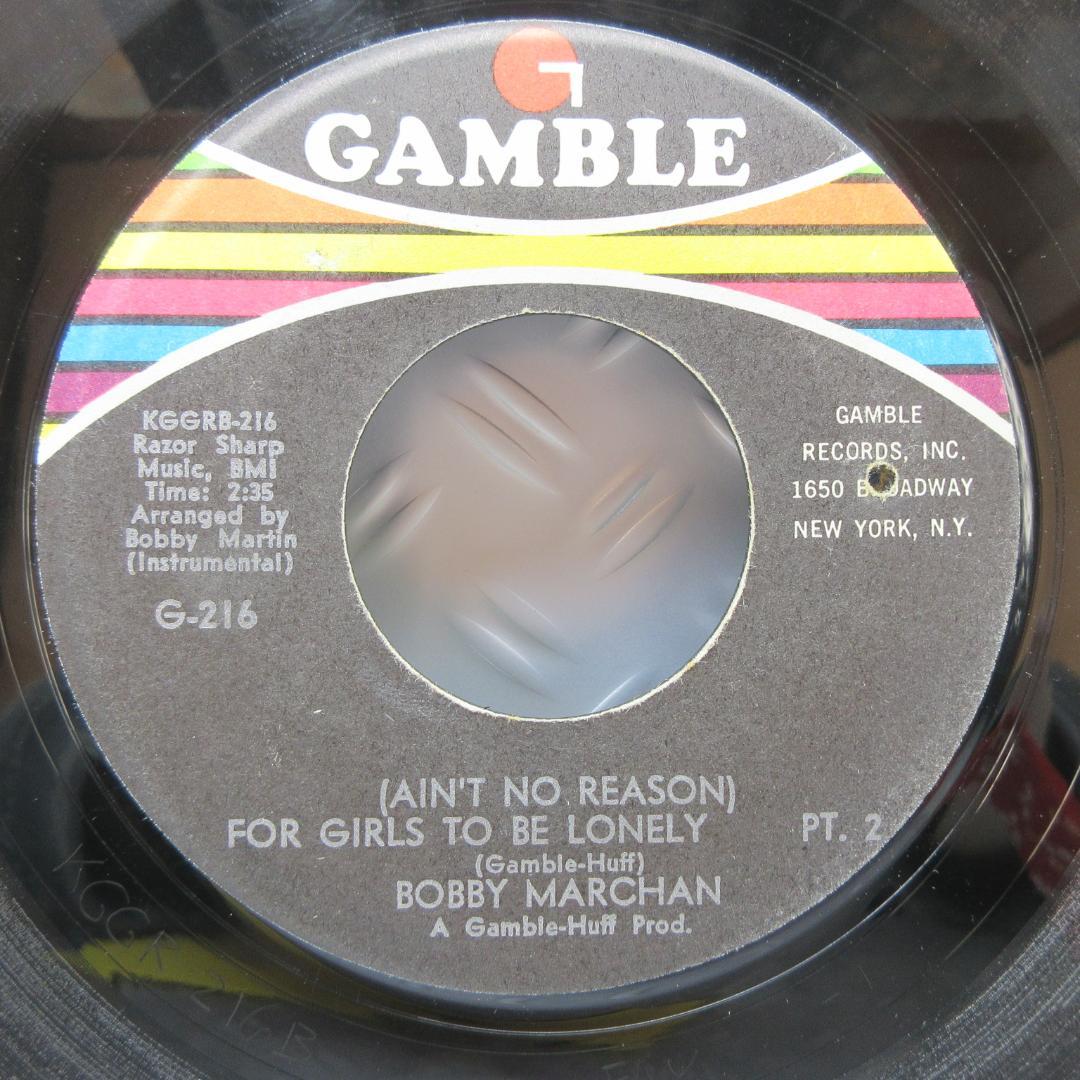 GAMBLE
KGGRB-216
Razor Sharp
Music, BMI
Time: 2:35
Arranged by
Bobby Martin
(Instrumental)
G-216
GAMBLE
RECORDS, INC.
1650
NEW YORK, N.Y.
(AIN'T NO REASON)
FOR GIRLS TO BE LONELY PT. 2
(Gamble-Huff)
BOBBY MARCHAN
A Gamble-Huff Prod.
KGGR 216B